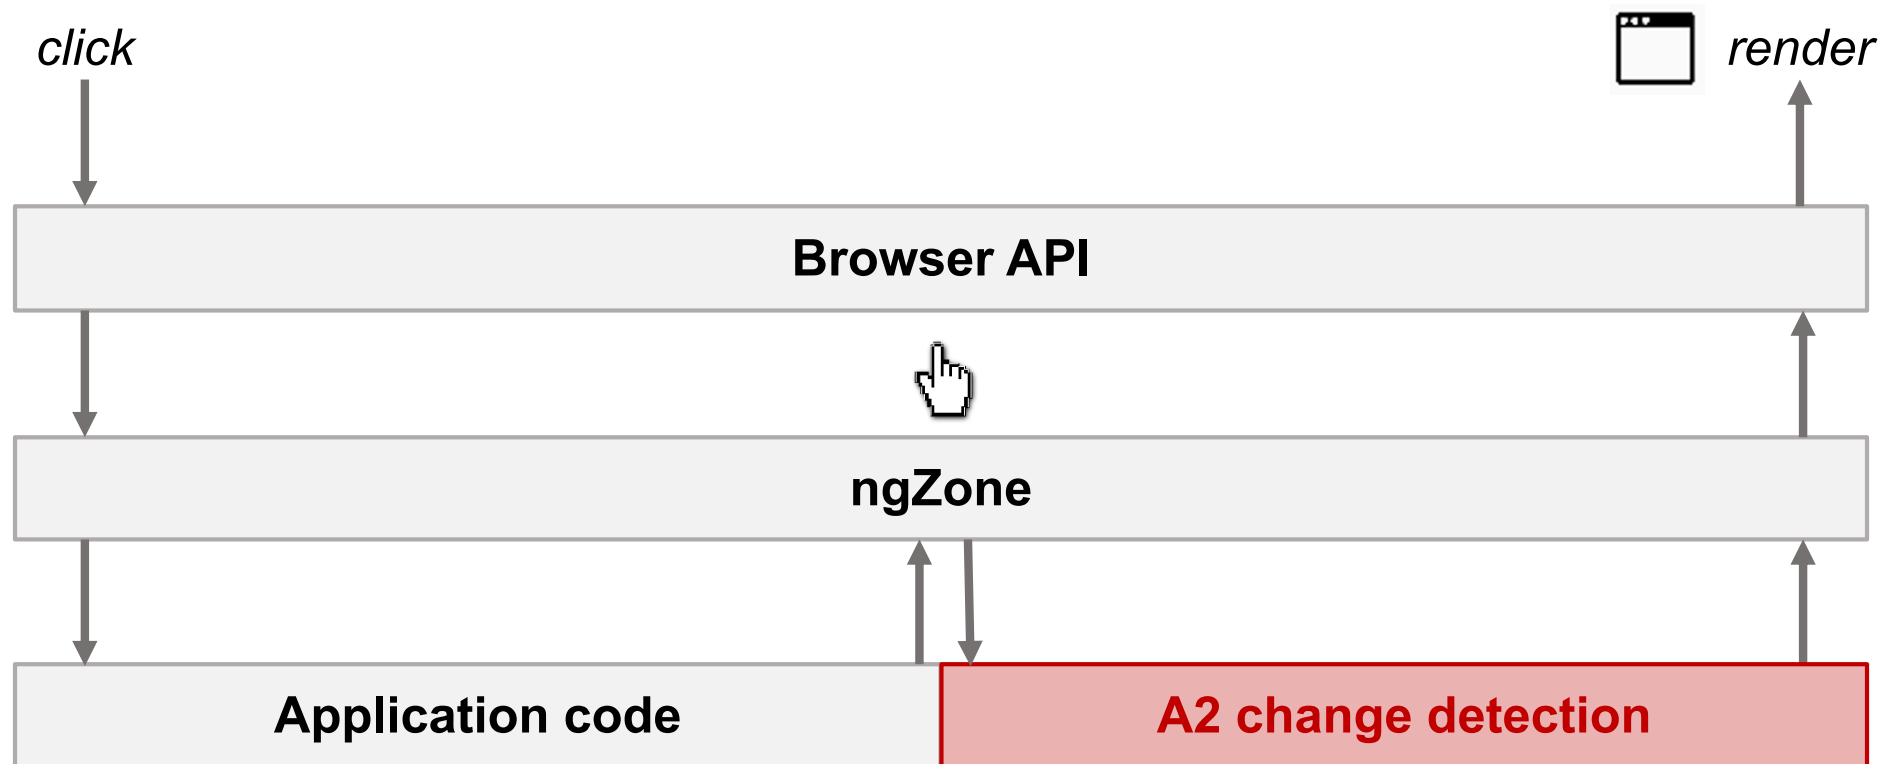 click
render
Browser API
ngZone
Application code
A2 change detection